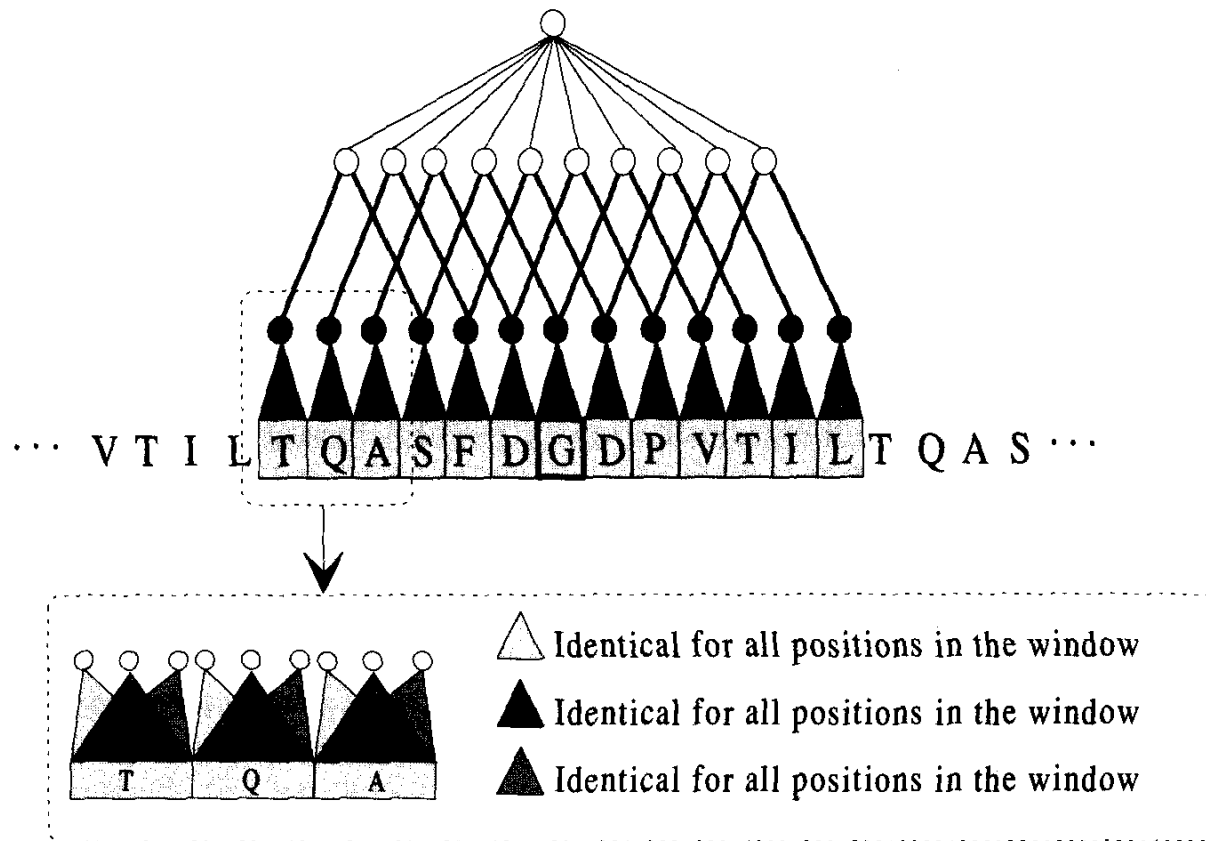 ··· V T I L T Q A S F D G D P V T I L T Q A S ···
Identical for all positions in the window
Identical for all positions in the window
Identical for all positions in the window
T Q A